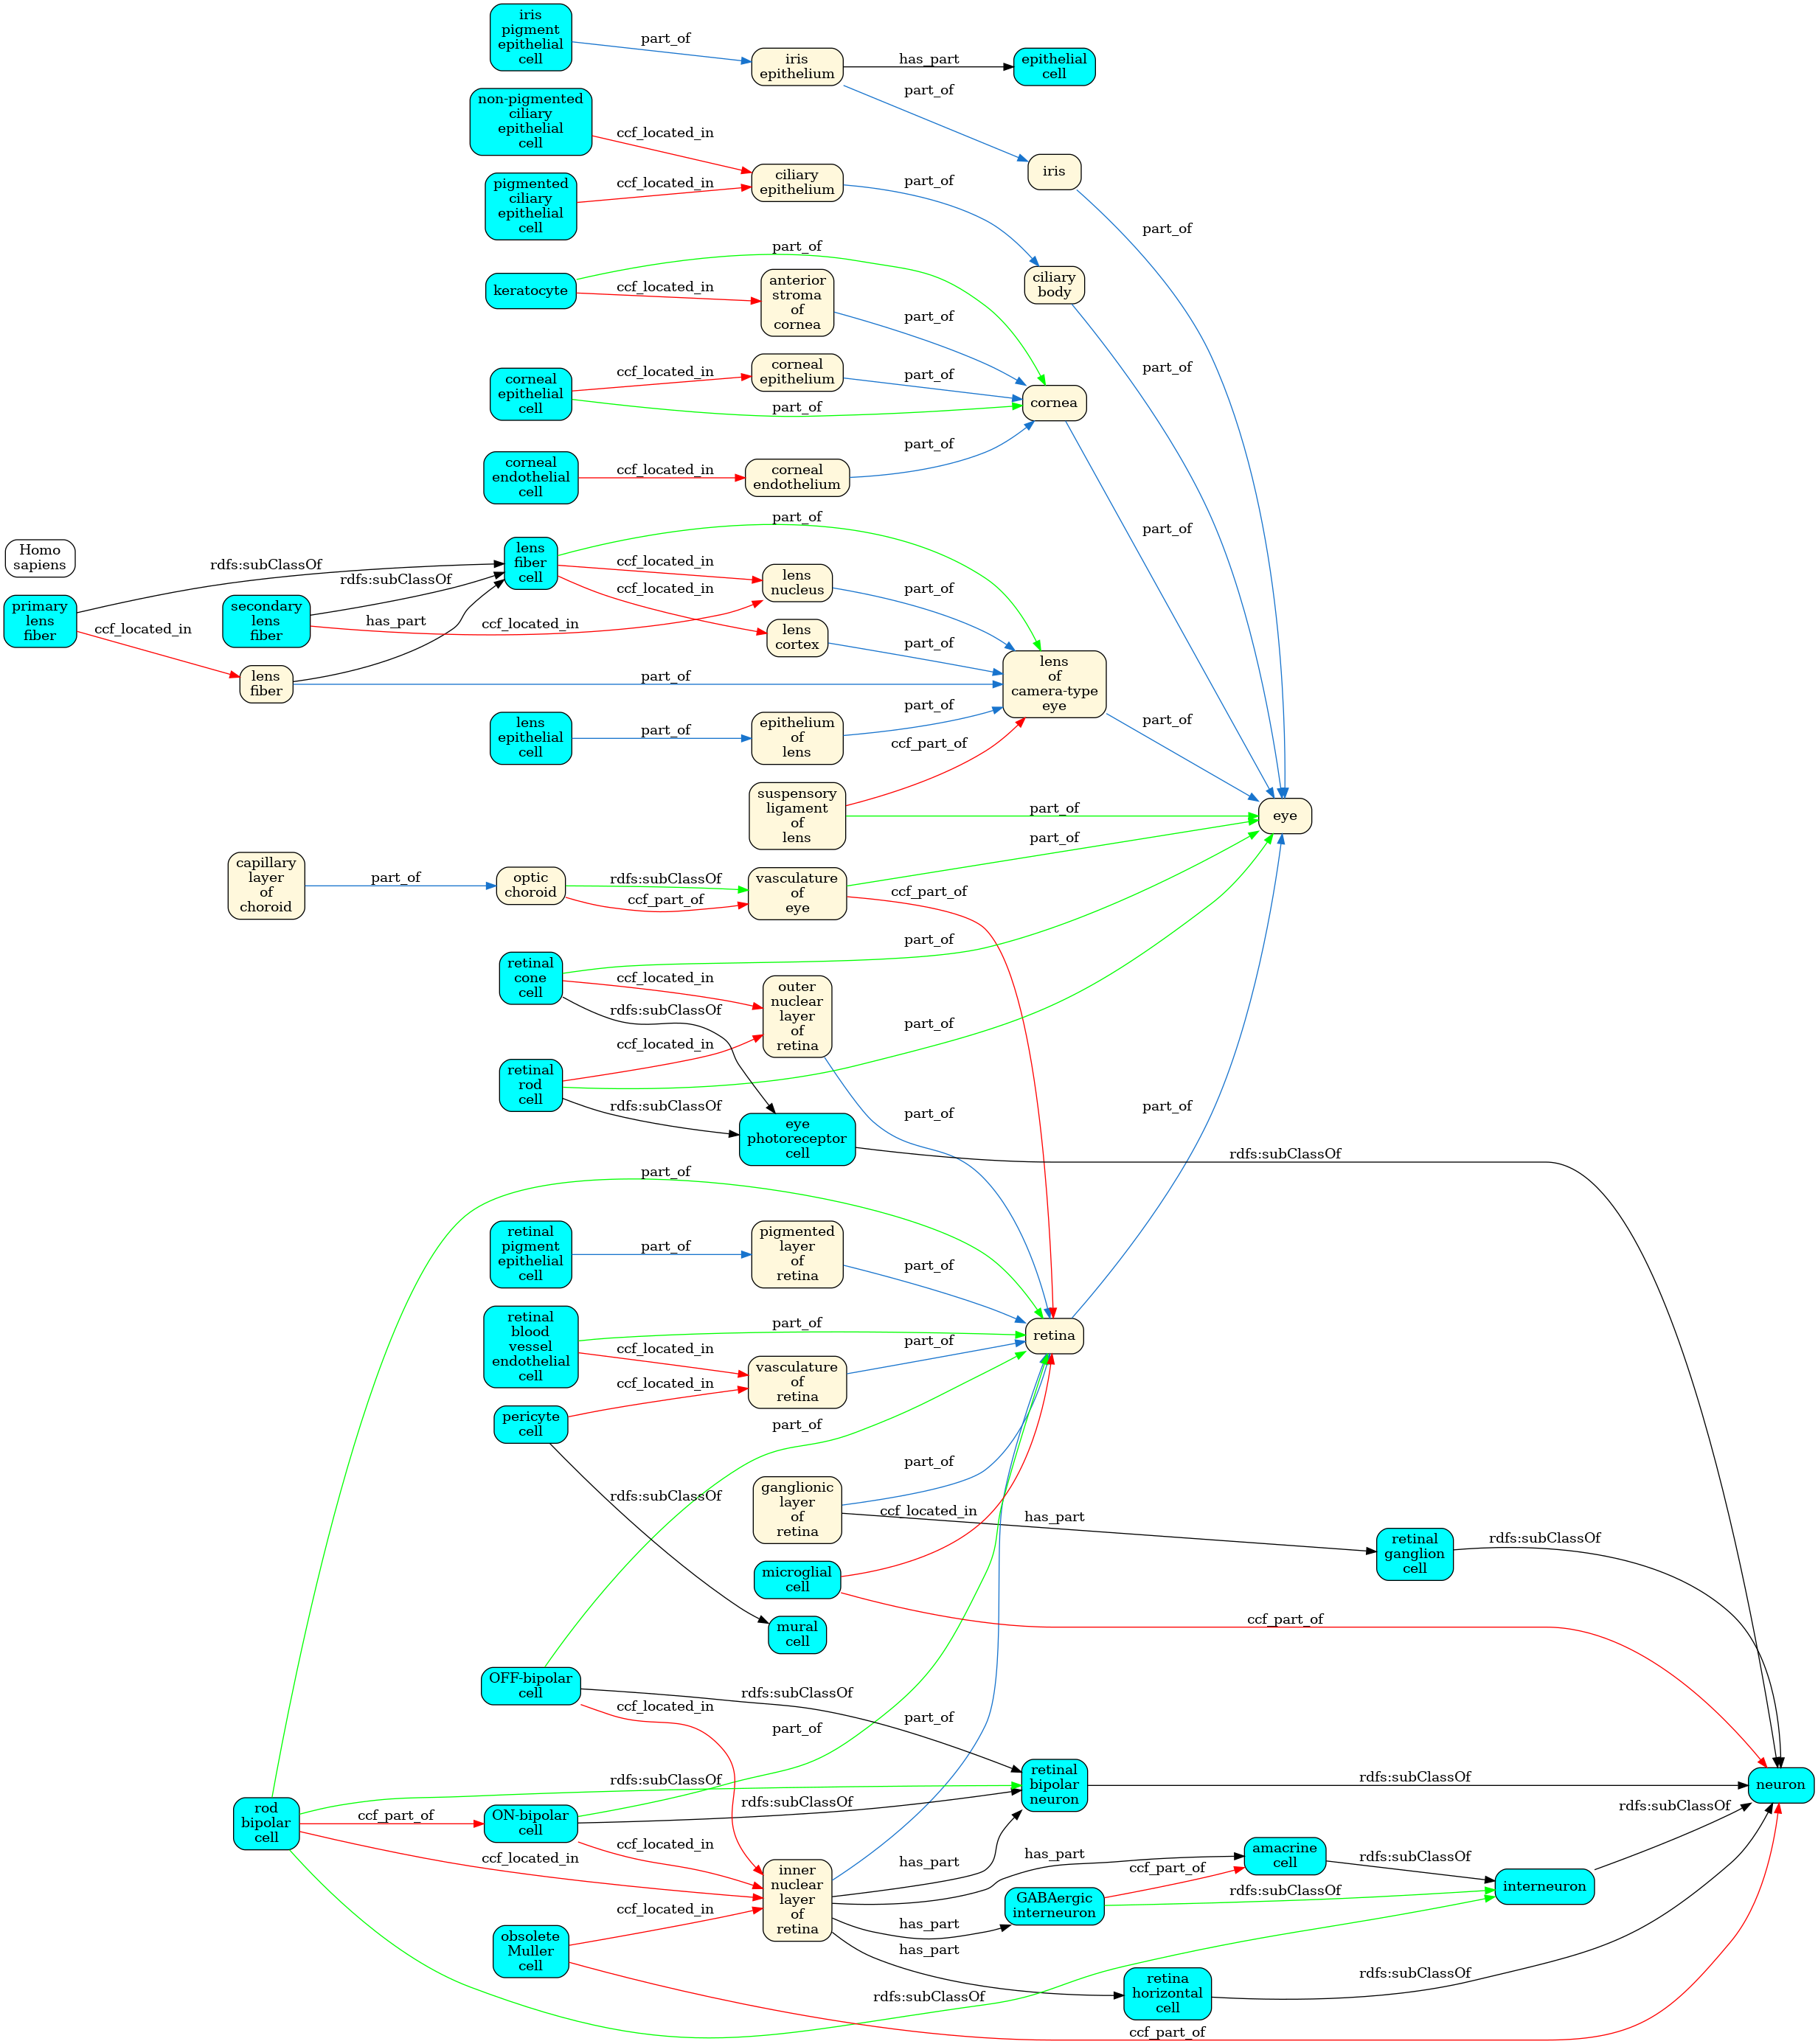 iris
pigment
epithelial
cell
part_of
iris
epithelium
has_part
epithelial
cell
part_of
non-pigmented
ciliary
epithelial
cell
ccf_located_in
pigmented
ciliary
epithelial
cell
ccf_located_in
ciliary
epithelium
part_of
iris
part_of
keratocyte
part_of
ccf_located_in
anterior
stroma
of
cornea
part_of
ciliary
body
part_of
corneal
epithelial
cell
ccf_located_in
part_of
corneal
epithelium
part_of
cornea
part_of
corneal
endothelial
cell
ccf_located_in
corneal
endothelium
part_of
Homo
sapiens
primary
lens
fiber
rdfs:subClassOf
ccf_located_in
secondary
lens
fiber
rdfs:subClassOf
ccf_located_in
lens
fiber
has_part
part_of
lens
fiber
cell
part_of
ccf_located_in
ccf_located_in
lens
nucleus
part_of
lens
cortex
part_of
lens
of
camera-type
eye
part_of
lens
epithelial
cell
part_of
epithelium
of
lens
part_of
suspensory
ligament
of
lens
ccf_part_of
part_of
eye
capillary
layer
of
choroid
part_of
optic
choroid
rdfs:subClassOf
ccf_part_of
vasculature
of
eye
part_of
ccf_part_of
retinal
cone
cell
part_of
ccf_located_in
rdfs:subClassOf
outer
nuclear
layer
of
retina
part_of
retinal
rod
cell
ccf_located_in
part_of
rdfs:subClassOf
eye
photoreceptor
cell
rdfs:subClassOf
part_of
part_of
retinal
pigment
epithelial
cell
part_of
pigmented
layer
of
retina
part_of
retinal
blood
vessel
endothelial
cell
part_of
ccf_located_in
vasculature
of
retina
part_of
retina
pericyte
cell
ccf_located_in
rdfs:subClassOf
part_of
ganglionic
layer
of
retina
part_of
has_part
retinal
ganglion
cell
rdfs:subClassOf
microglial
cell
ccf_located_in
ccf_part_of
mural
cell
OFF-bipolar
cell
rdfs:subClassOf
ccf_located_in
part_of
part_of
retinal
bipolar
neuron
rdfs:subClassOf
neuron
rod
bipolar
cell
rdfs:subClassOf
ccf_part_of
ccf_located_in
ON-bipolar
cell
rdfs:subClassOf
ccf_located_in
inner
nuclear
layer
of
retina
has_part
has_part
has_part
has_part
amacrine
cell
rdfs:subClassOf
ccf_part_of
GABAergic
interneuron
rdfs:subClassOf
interneuron
rdfs:subClassOf
obsolete
Muller
cell
ccf_located_in
retina
horizontal
cell
rdfs:subClassOf
rdfs:subClassOf
ccf_part_of